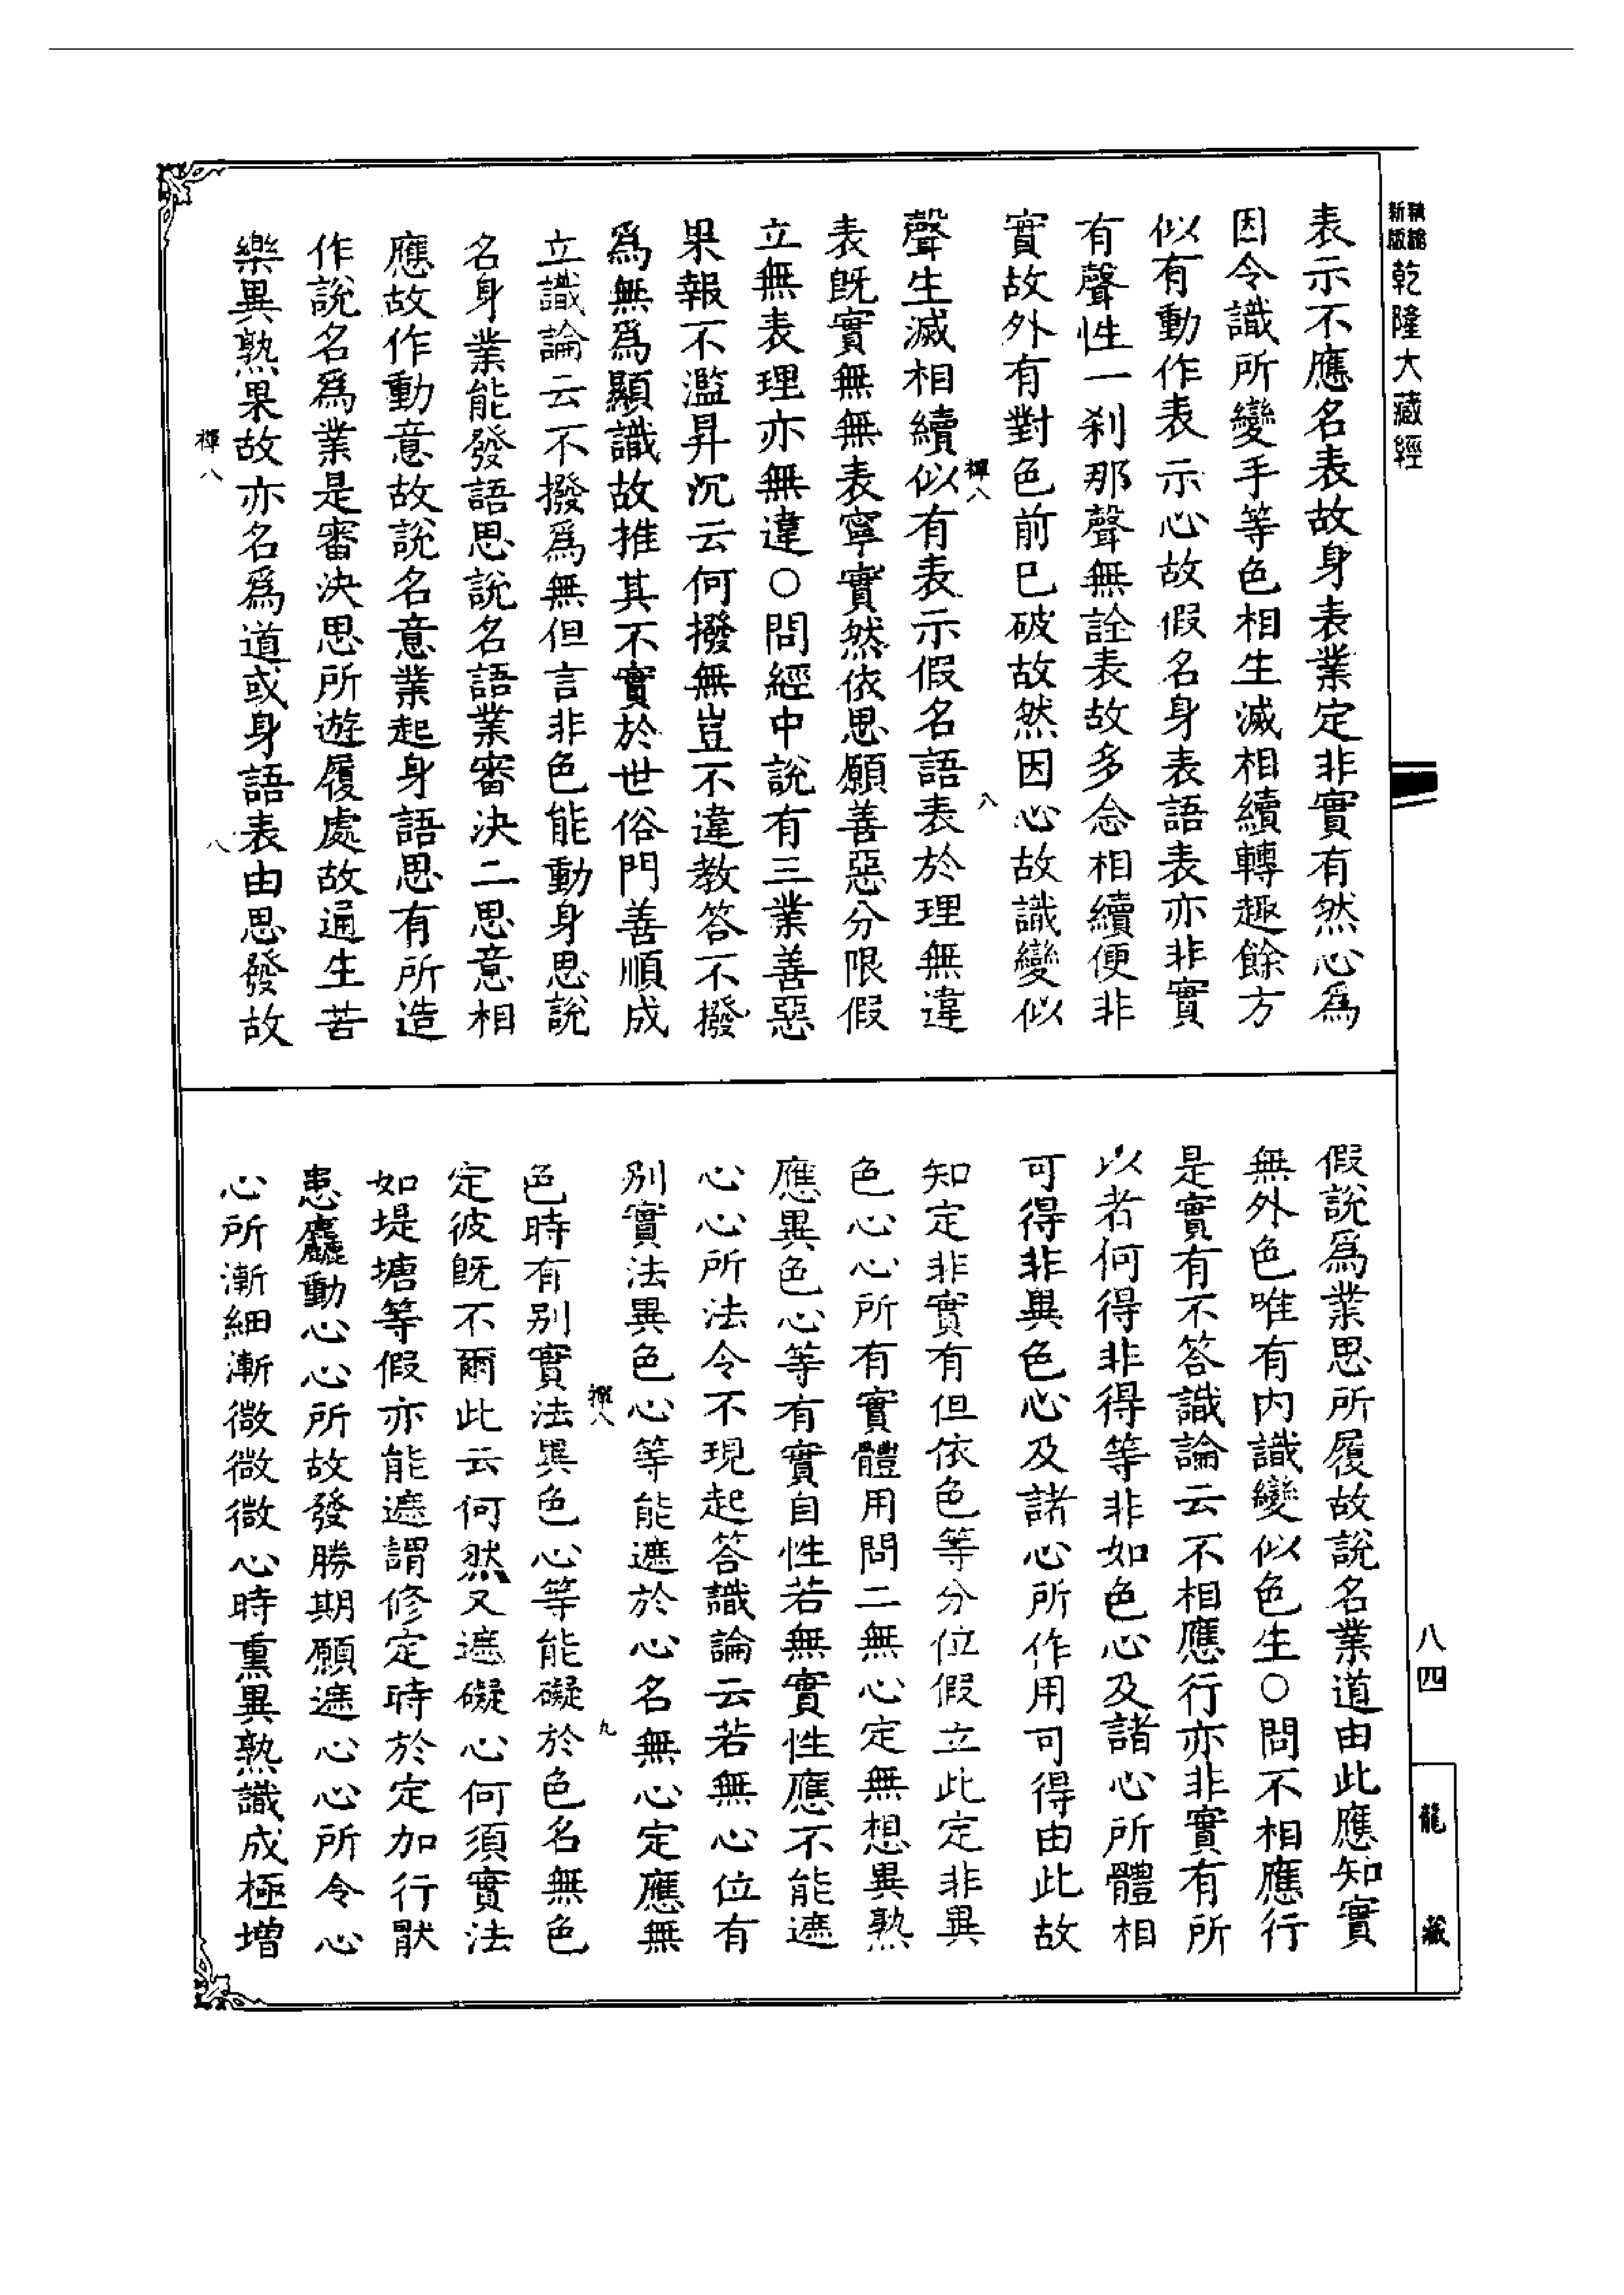 新版精縮乾隆大藏經
表示不應名表故身表業定非實有然心爲
因令識所變手等色相生滅相續轉趣餘方
似有動作表示心故假名身表語表亦非實
有聲性一刹那聲無詮表故多念相續便非
實故外有對色前已破故然因心故識變似
禪八 八
聲生滅相續似有表示假名語表於理無違
表既實無無表寧實然依思願善惡分限假
立無表理亦無違○問經中說有三業善惡
果報不濫昇沉云何撥無豈不違教答不撥
爲無爲顯識故推其不實於世俗門善順成
立識論云不撥爲無但言非色能動身思說
名身業能發語思說名語業審決二思意相
應故作動意故說名意業起身語思有所造
作說名爲業是審決思所遊履處故通生苦
樂異熟果故亦名爲道或身語表由思發故
禪八 八
假說爲業思所履故說名業道由此應知實
無外色唯有内識變似色生○問不相應行
是實有不答識論云不相應行亦非實有所
以者何得非得等非如色心及諸心所體相
可得非異色心及諸心所作用可得由此故
知定非實有但依色等分位假立此定非異
色心心所有實體用問二無心定無想異熟
應異色心等有實自性若無實性應不能遮
心心所法令不現起答識論云若無心位有
別實法異色心等能遮於心名無心定應無
禪八 九
色時有別實法異色心等能礙於色名無色
定彼既不爾此云何然又遮礙心何須實法
如堤塘等假亦能遮謂修定時於定加行猒
患麤動心心所故發勝期願遮心心所令心
心所漸細漸微微微心時熏異熟識成極增
八四
龍藏